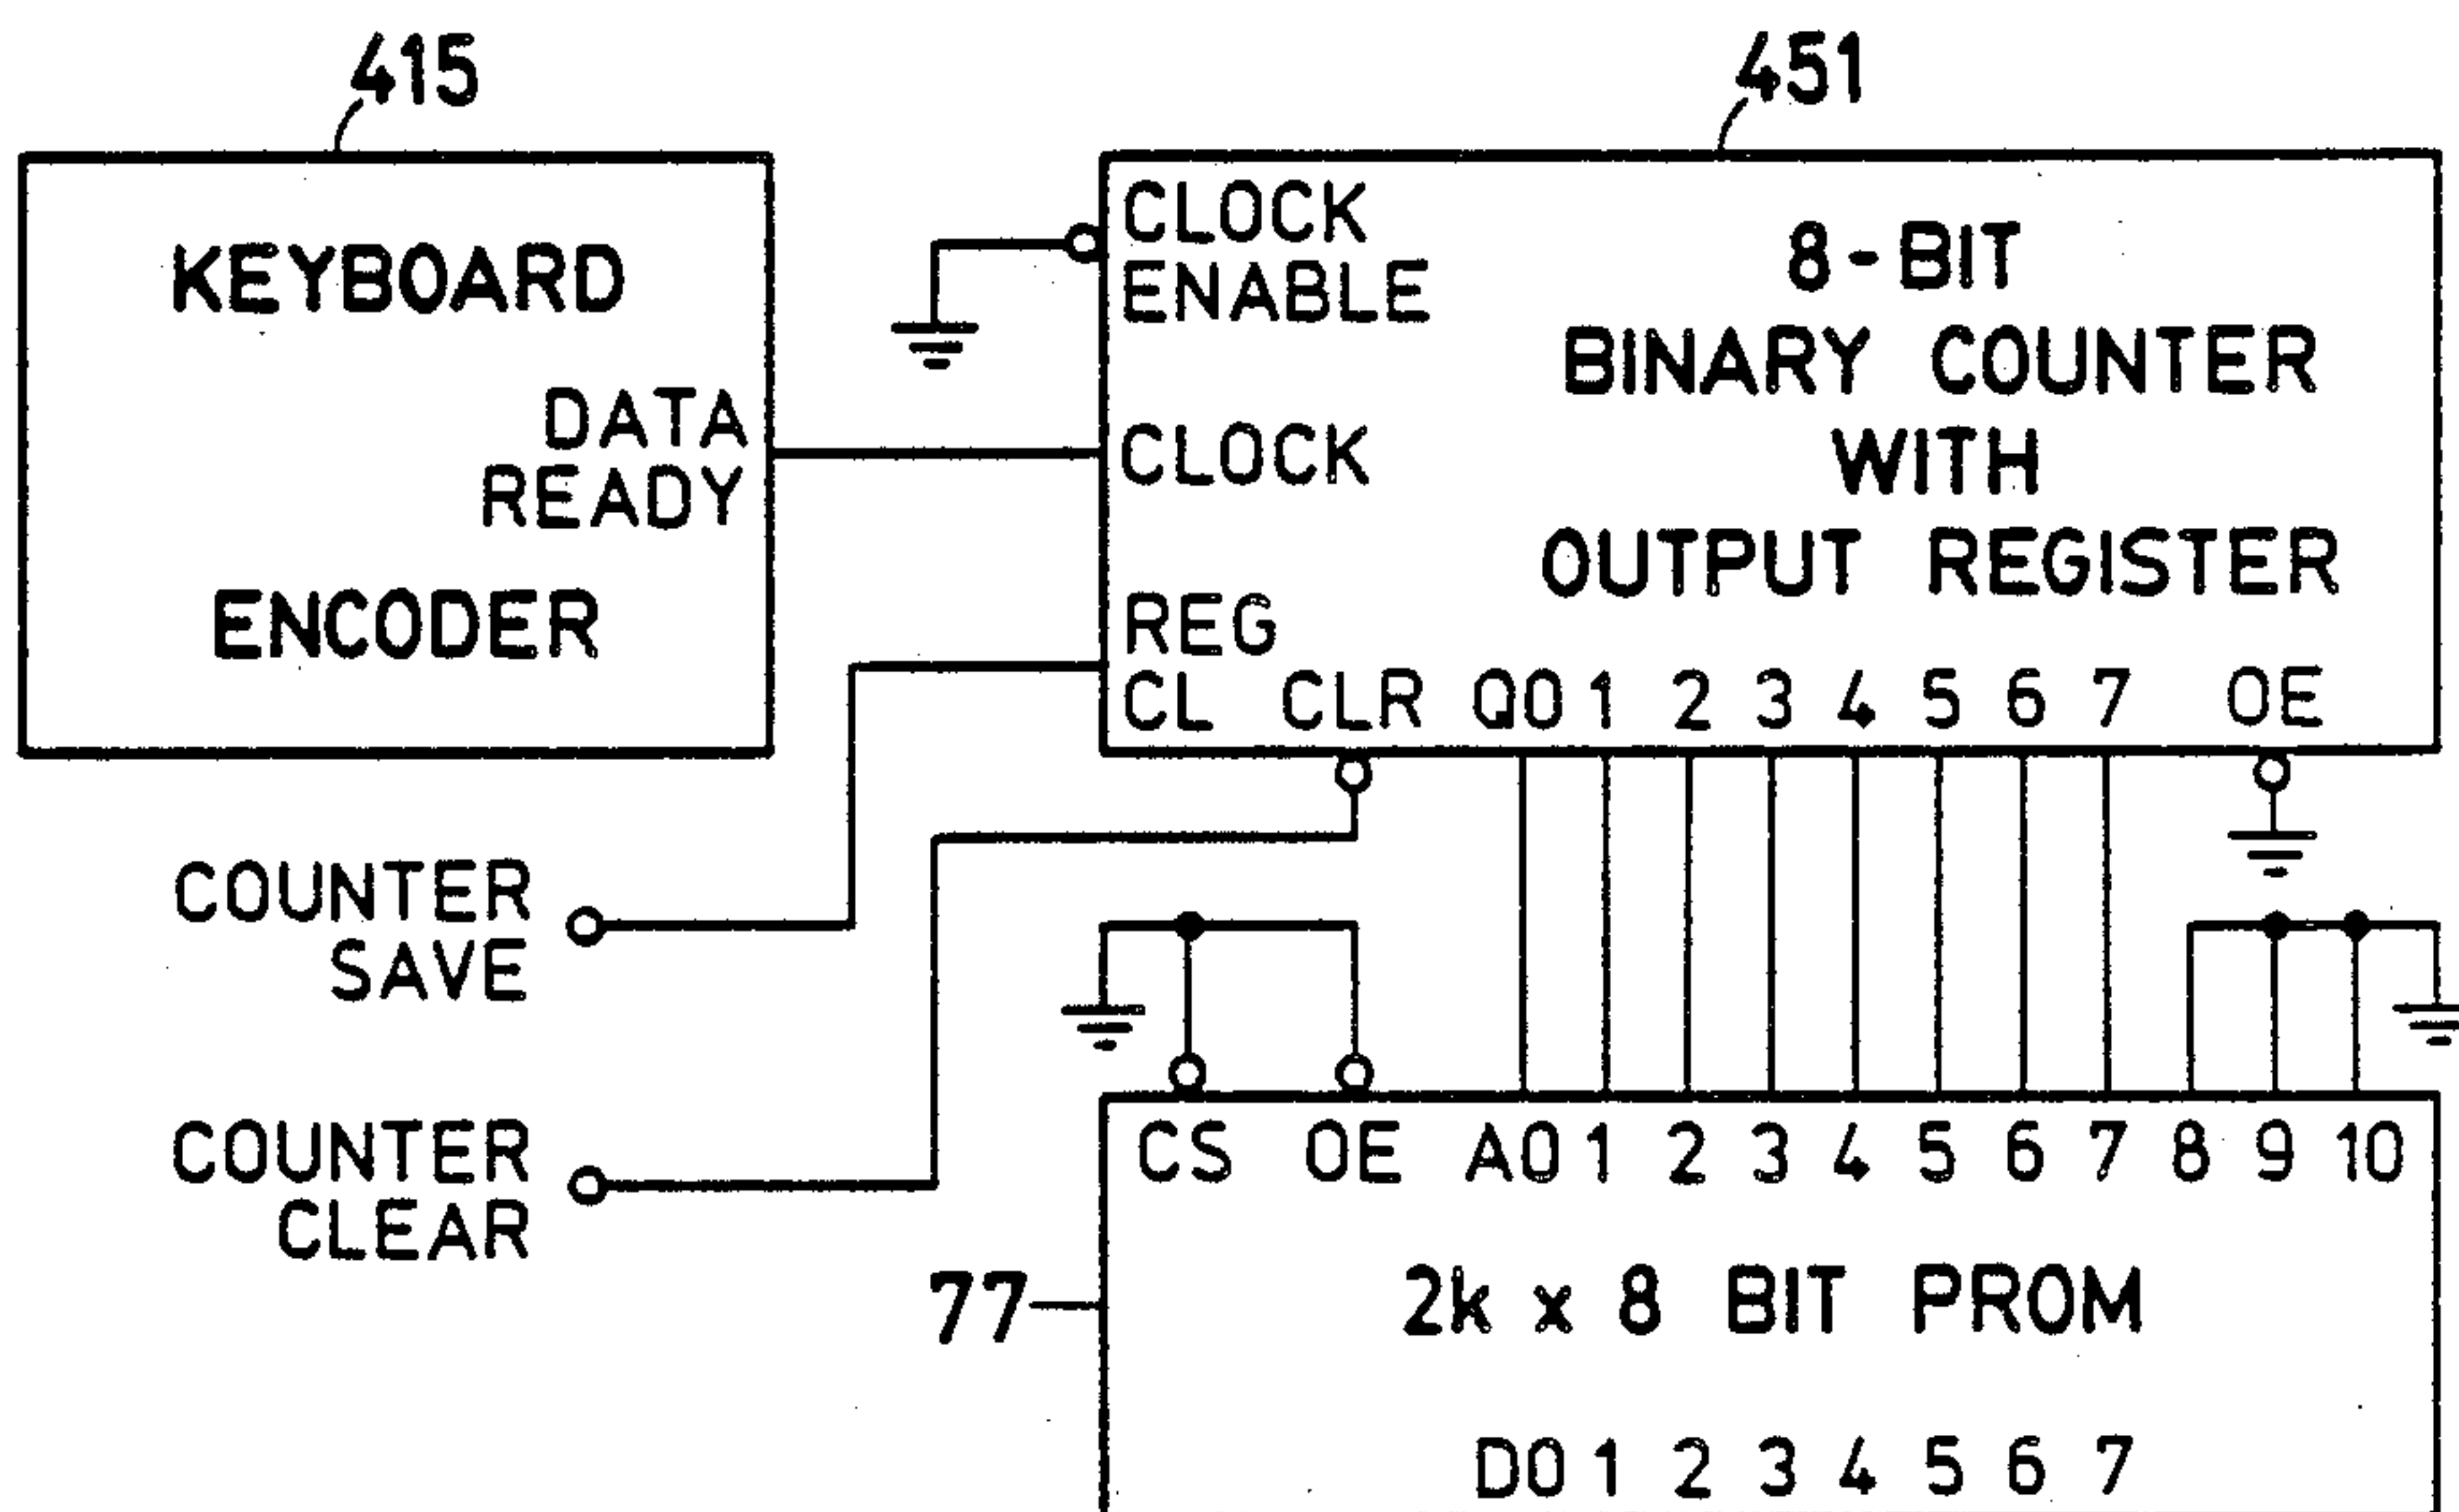 415
451
KEYBOARD
DATA
READY
ENCODER
CLOCK
ENABLE
CLOCK
REG
CL CLR Q0 1 2 3 4 5 6 7 OE
8-BIT
BINARY COUNTER
WITH
OUTPUT REGISTER
COUNTER
SAVE
COUNTER
CLEAR
77
CS OE A0 1 2 3 4 5 6 7 8 9 10
2k x 8 BIT PROM
D0 1 2 3 4 5 6 7